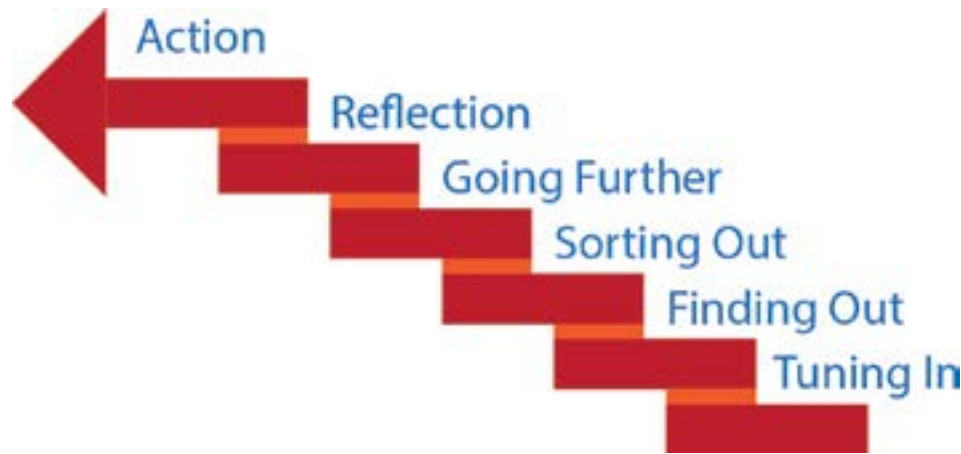 Action
Reflection
Going Further
Sorting Out
Finding Out
Tuning In